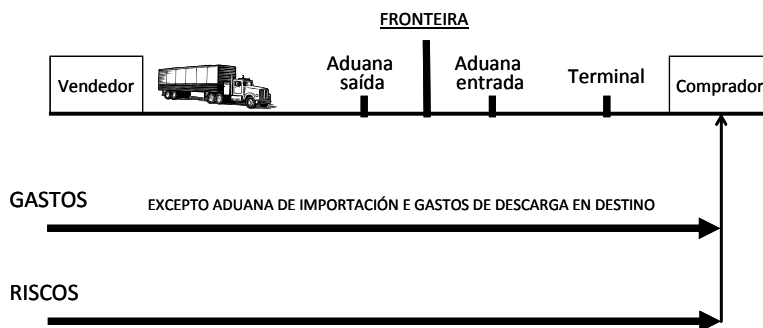 FRONTEIRA
Vendedor
Aduana
saída
Aduana
entrada
Terminal
Comprador
GASTOS
EXCEPTO ADUANA DE IMPORTACIÓN E GASTOS DE DESCARGA EN DESTINO
RISCOS